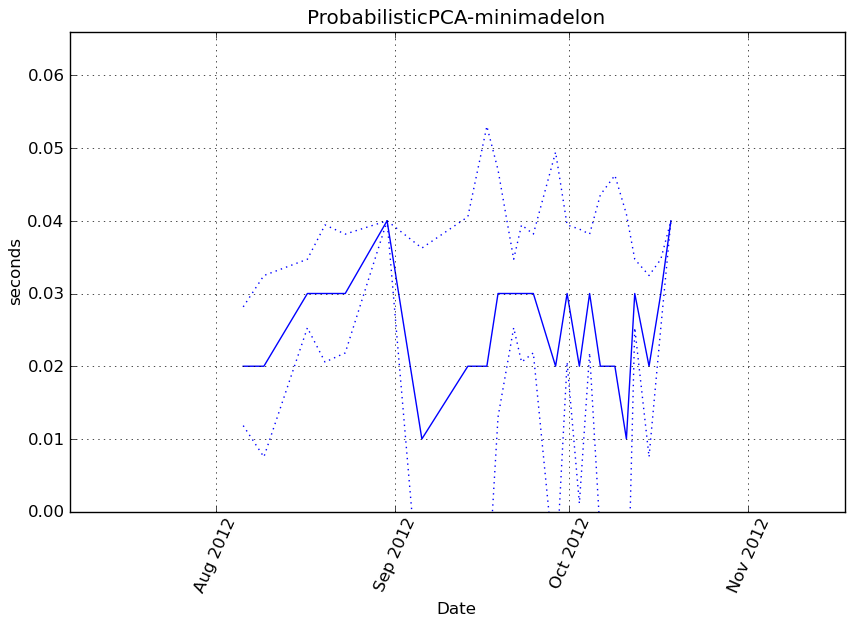 ProbabilisticPCA-minimadelon
0.06
0.05
0.04
0.03
0.02
0.01
0.00
seconds
Aug 2012
Sep 2012
Oct 2012
Nov 2012
Date